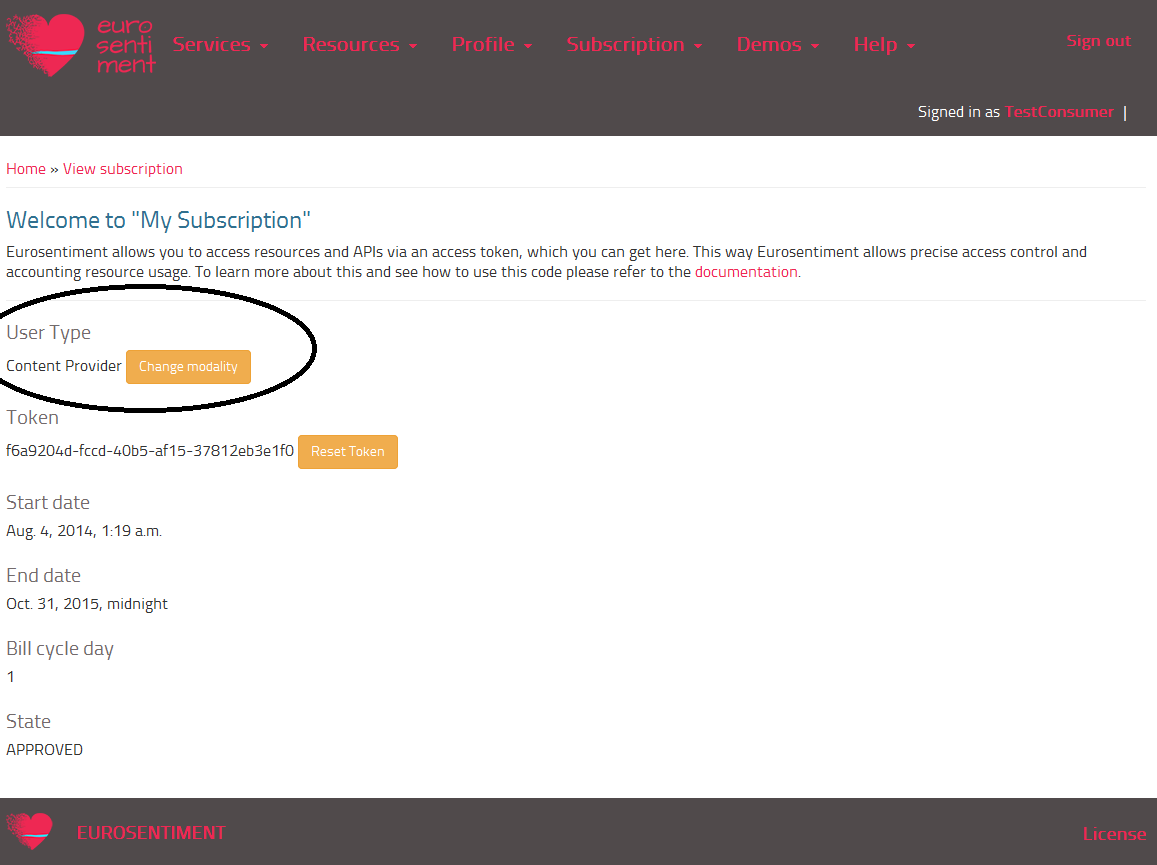 euro
senti
ment
Services Resources Profile Subscription Demos Help Sign out
Signed in as TestConsumer |
Home » View subscription
Welcome to "My Subscription"
Eurosentiment allows you to access resources and APIs via an access token, which you can get here. This way Eurosentiment allows precise access control and
accounting resource usage. To learn more about this and see how to use this code please refer to the documentation.
User Type
Content Provider Change modality
Token
f6a9204d-fccd-40b5-af15-37812eb3e1f0 Reset Token
Start date
Aug. 4, 2014, 1:19 a.m.
End date
Oct. 31, 2015, midnight
Bill cycle day
1
State
APPROVED
EUROSENTIMENT License